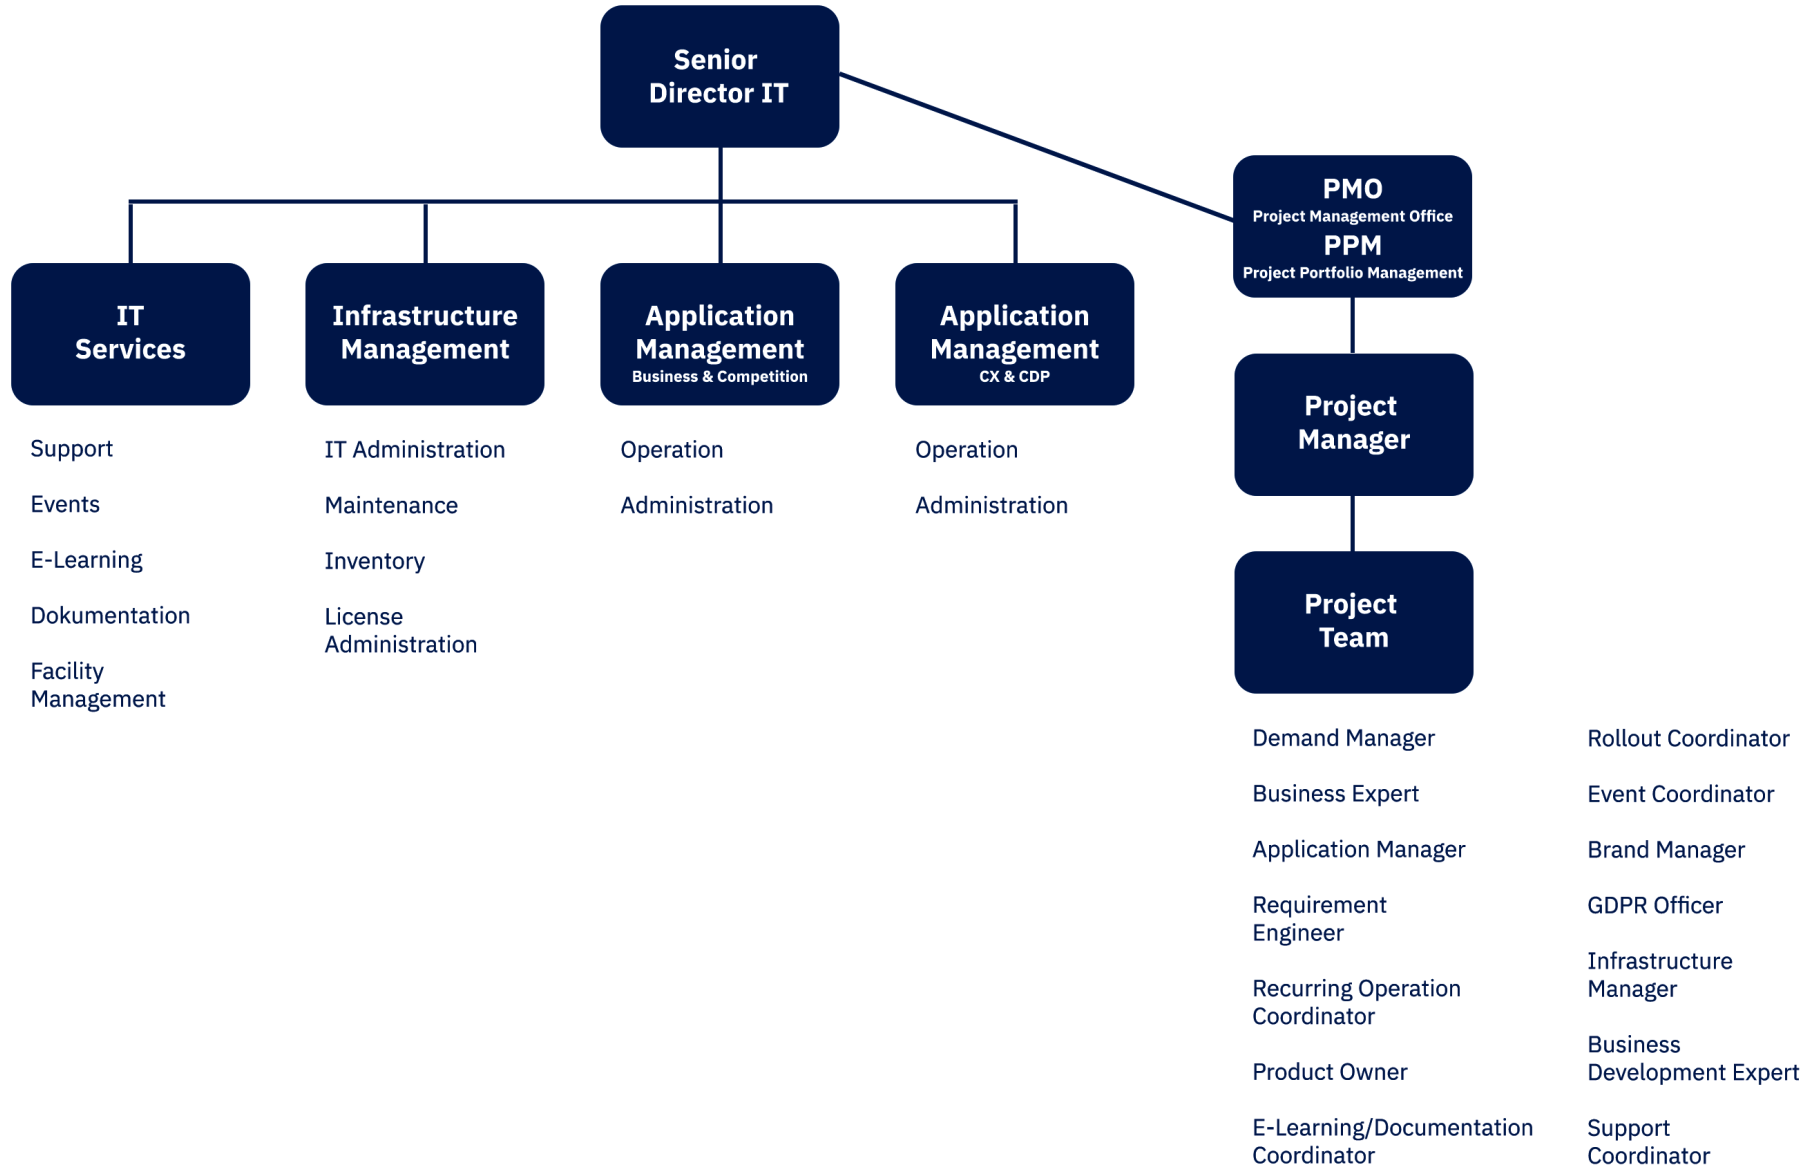 Senior
Director IT
PMO
Project Management Office
PPM
Project Portfolio Management
IT
Services
Infrastructure
Management
Application
Management
Business & Competition
Application
Management
CX & CDP
Project
Manager
Project
Team
Support
Events
E-Learning
Dokumentation
Facility
Management
IT Administration
Maintenance
Inventory
License
Administration
Operation
Administration
Operation
Administration
Demand Manager
Business Expert
Application Manager
Requirement
Engineer
Recurring Operation
Coordinator
Product Owner
E-Learning/Documentation
Coordinator
Rollout Coordinator
Event Coordinator
Brand Manager
GDPR Officer
Infrastructure
Manager
Business
Development Expert
Support
Coordinator